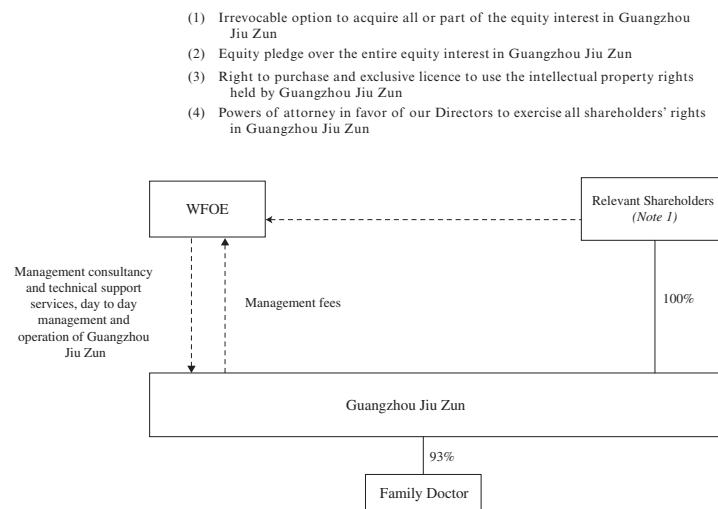 (1) Irrevocable option to acquire all or part of the equity interest in Guangzhou
Jiu Zun
(2) Equity pledge over the entire equity interest in Guangzhou Jiu Zun
(3) Right to purchase and exclusive licence to use the intellectual property rights
held by Guangzhou Jiu Zun
(4) Powers of attorney in favor of our Directors to exercise all shareholders' rights
in Guangzhou Jiu Zun
WFOE
Relevant Shareholders
(Note 1)
Management consultancy
and technical support
services, day to day
management and
operation of Guangzhou
Jiu Zun
Management fees
100%
Guangzhou Jiu Zun
93%
Family Doctor